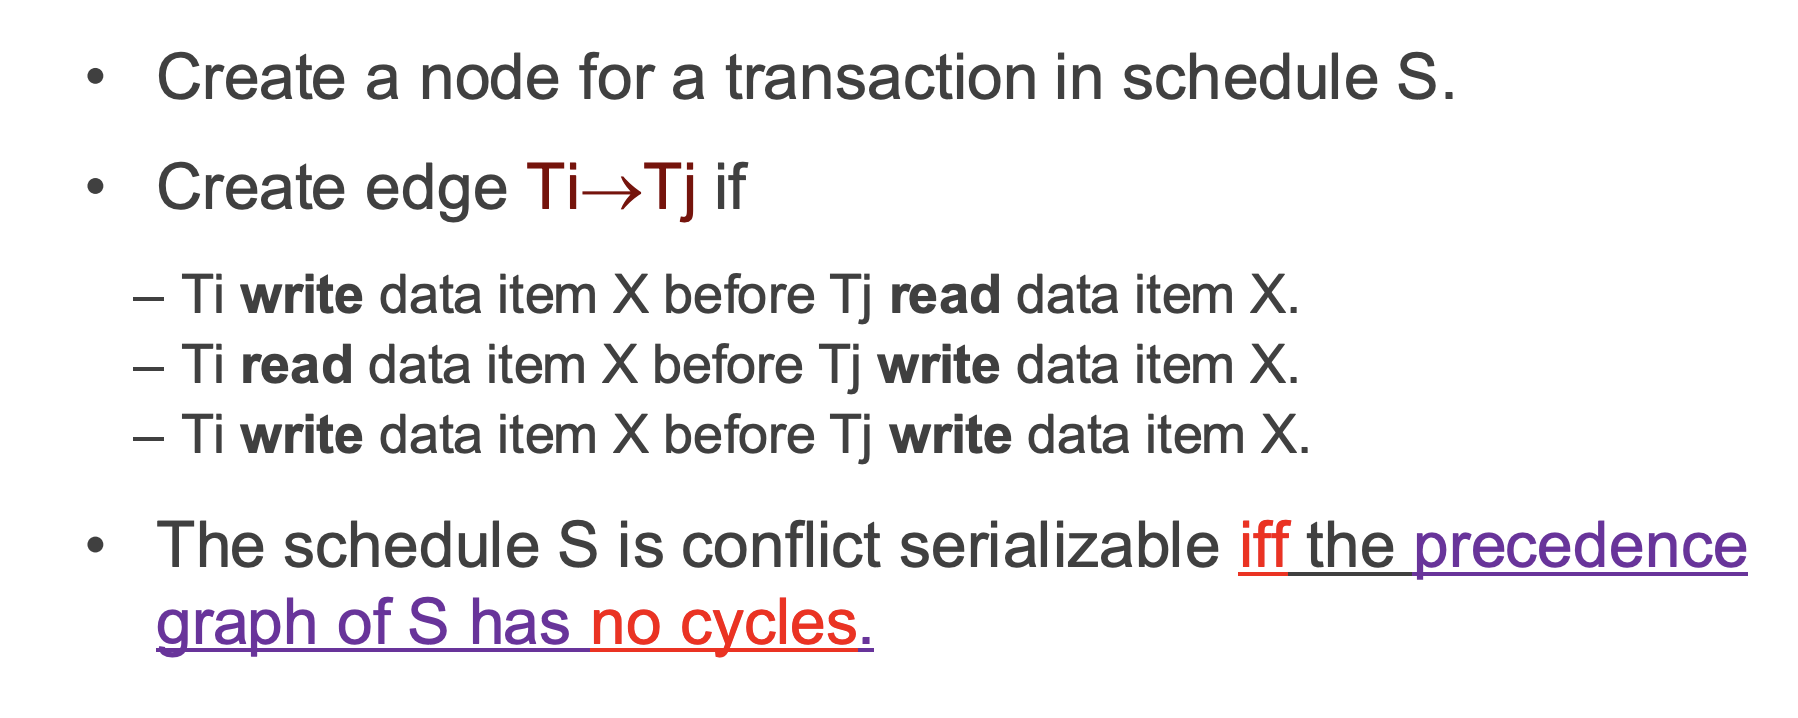 • Create a node for a transaction in schedule S.
• Create edge Ti→Tj if
– Ti write data item X before Tj read data item X.
– Ti read data item X before Tj write data item X.
– Ti write data item X before Tj write data item X.
• The schedule S is conflict serializable iff the precedence
graph of S has no cycles.